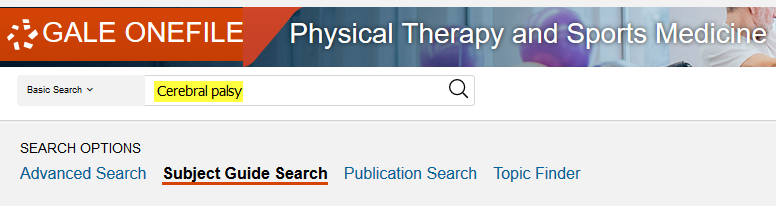 GALE ONEFILE Physical Therapy and Sports Medicine
Basic Search Cerebral palsy
SEARCH OPTIONS
Advanced Search Subject Guide Search Publication Search Topic Finder